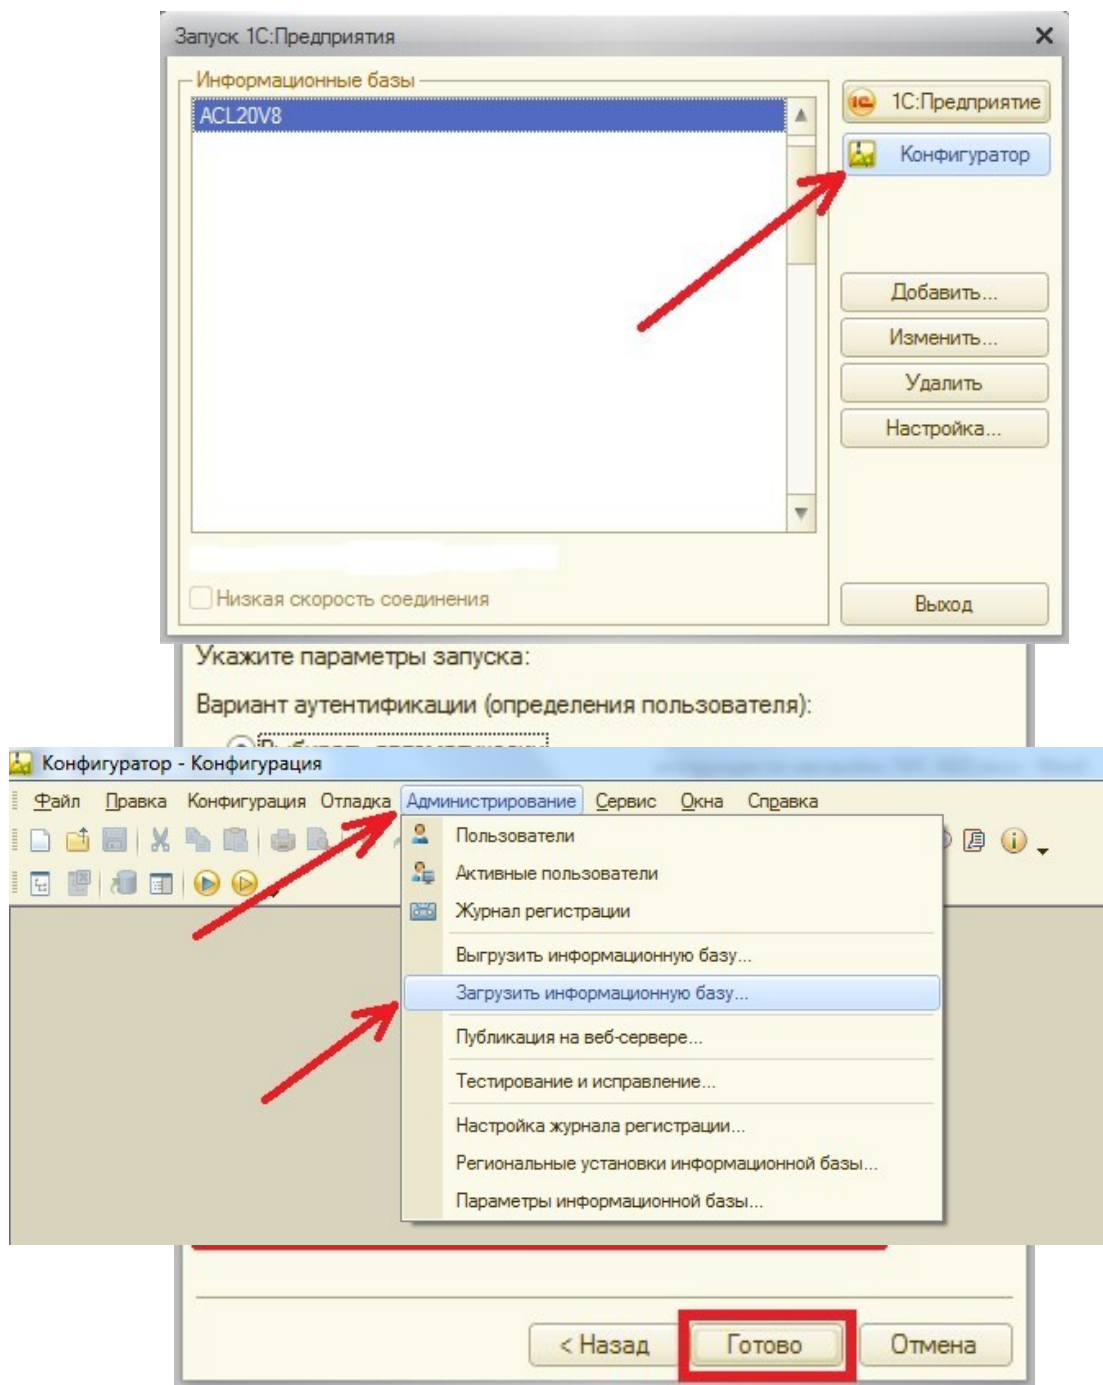 Запуск 1С:Предприятия
Информационные базы
ACL20V8
1С:Предприятие
Конфигуратор
Добавить...
Изменить...
Удалить
Настройка...
Низкая скорость соединения
Выход
Укажите параметры запуска:
Вариант аутентификации (определения пользователя):
Конфигуратор - Конфигурация
Файл Правка Конфигурация Отладка Администрирование Сервис Окна Справка
Пользователи
Активные пользователи
Журнал регистрации
Выгрузить информационную базу...
Загрузить информационную базу...
Публикация на веб-сервере...
Тестирование и исправление...
Настройка журнала регистрации...
Региональные установки информационной базы...
Параметры информационной базы...
< Назад Готово Отмена